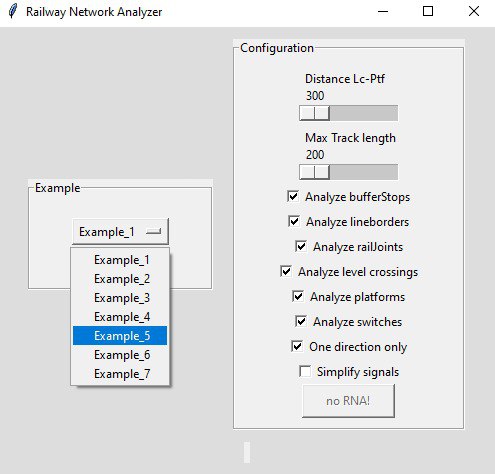 Railway Network Analyzer
Example
Example_1
Example_1
Example_2
Example_3
Example_4
Example_5
Example_6
Example_7
Configuration
Distance Lc-Ptf
300
Max Track length
200
Analyze bufferStops
Analyze lineborders
Analyze railJoints
Analyze level crossings
Analyze platforms
Analyze switches
One direction only
Simplify signals
no RNA!